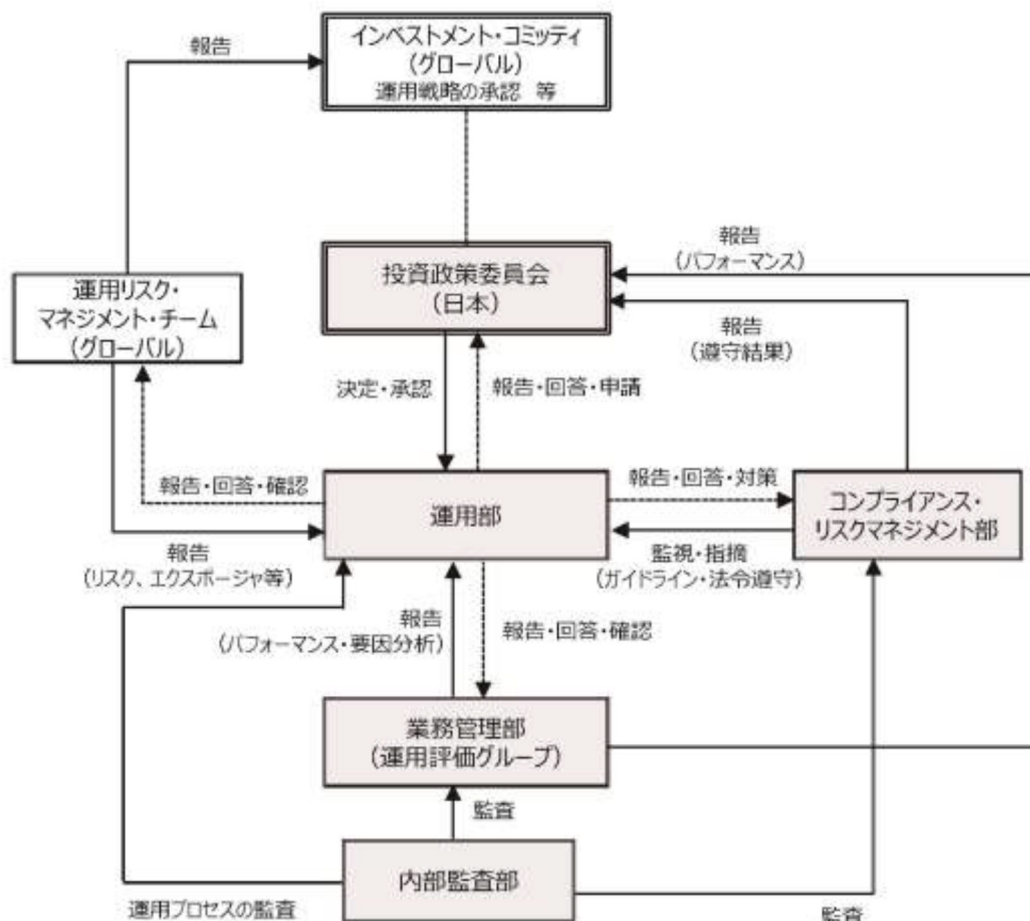 報告
インベストメント・コミッティ
(グローバル)
運用戦略の承認 等
報告
(パフォーマンス)
投資政策委員会
(日本)
運用リスク・
マネジメント・チーム
(グローバル)
報告
(遵守結果)
決定・承認
報告・回答・申請
報告・回答・確認
運用部
報告・回答・対策
コンプライアンス・
リスクマネジメント部
報告
(リスク、エクスポージャ等)
監視・指摘
(ガイドライン・法令遵守)
報告
(パフォーマンス・要因分析)
報告・回答・確認
業務管理部
(運用評価グループ)
監査
内部監査部
運用プロセスの監査
監査